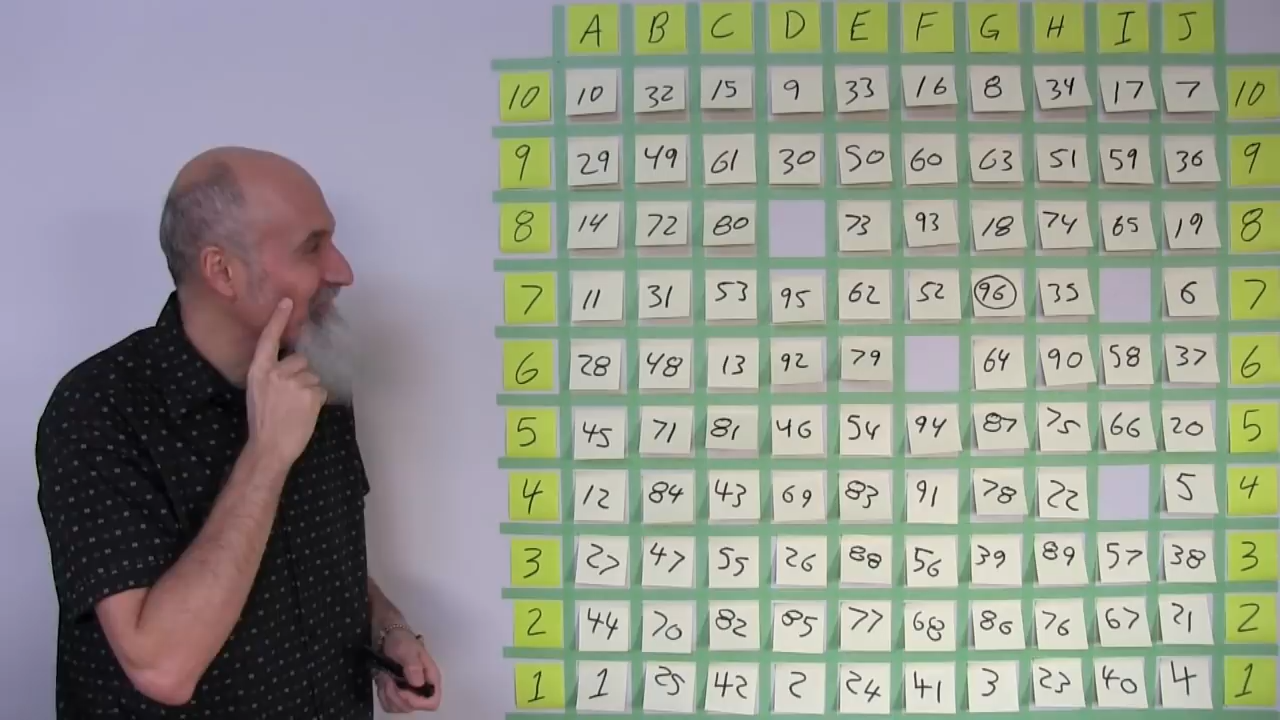 A B C D E F G H I J
10 10 32 15 9 33 16 8 34 17 7 10
9 29 49 61 30 50 60 63 51 59 36 9
8 14 72 80 73 93 18 74 65 19 8
7 11 31 53 95 62 52 96 35 6 7
6 28 48 13 92 79 64 90 58 37 6
5 45 71 81 46 54 94 87 75 66 20 5
4 12 84 43 69 83 91 78 22 5 4
3 27 47 55 26 88 56 39 89 57 38 3
2 44 70 82 85 77 68 86 76 67 21 2
1 1 25 42 2 24 41 3 23 40 4 1